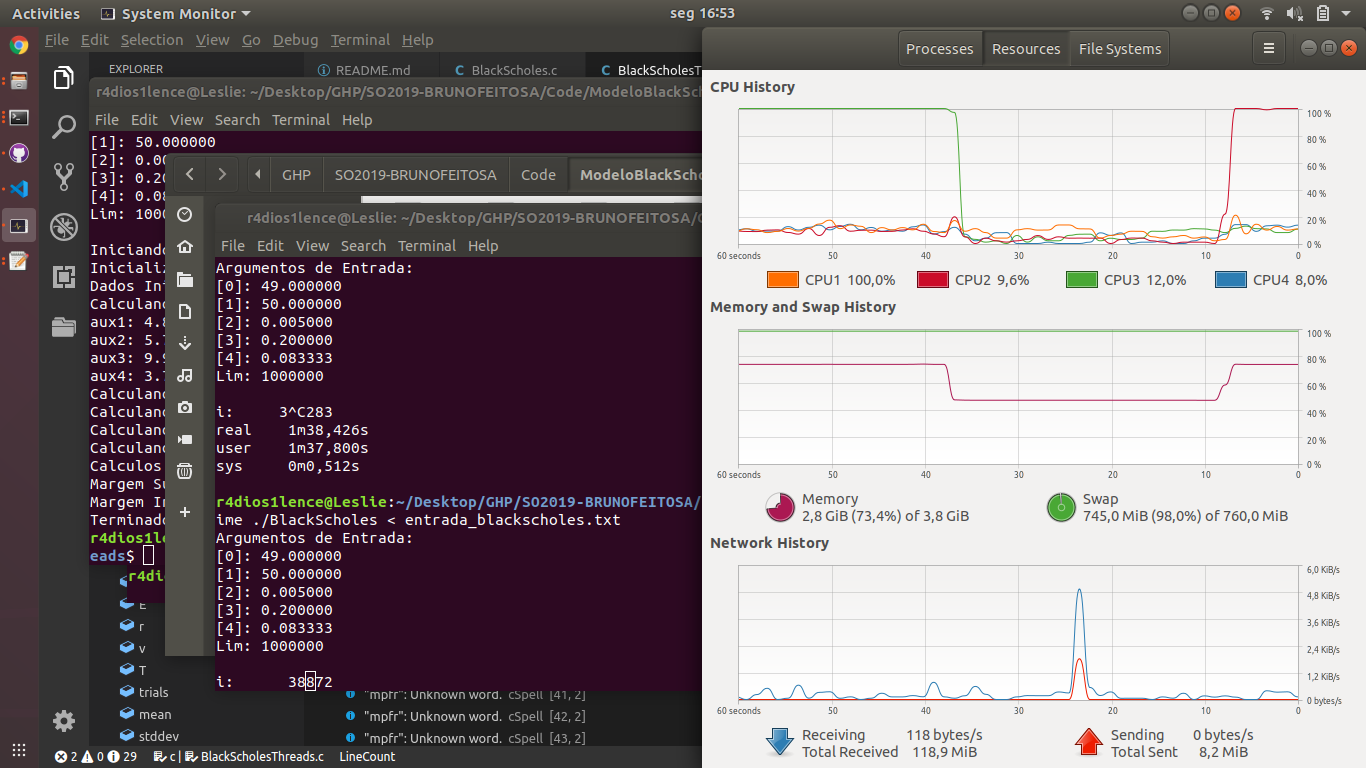 Activities System Monitor seg 16:53
File Edit Selection View Go Debug Terminal Help
EXPLORER README.md BlackScholes.c BlackScholesT
r4dios1lence@Leslie: ~/Desktop/GHP/SO2019-BRUNOFEITOSA/Code/ModeloBlackSch
File Edit View Search Terminal Help
[1]: 50.000000
[2]: 0.00
[3]: 0.20
[4]: 0.08
Lim: 1000
Iniciando
Inicializ
Dados Int
Calculand
aux1: 4.8
aux2: 5.7
aux3: 9.9
aux4: 3.7
Calculand
Calculand
Calculand
Calculand
Calculos
Margem Su
Margem In
Terminado
r4dios1le
eads$
r4di
GHP SO2019-BRUNOFEITOSA Code ModeloBlackScho
r4dios1lence@Leslie: ~/Desktop/GHP/SO2019-BRUNOFEITOSA/C
File Edit View Search Terminal Help
Argumentos de Entrada:
[0]: 49.000000
[1]: 50.000000
[2]: 0.005000
[3]: 0.200000
[4]: 0.083333
Lim: 1000000
i: 3^C283
real 1m38,426s
user 1m37,800s
sys 0m0,512s
r4dios1lence@Leslie:~/Desktop/GHP/SO2019-BRUNOFEITOSA/
ime ./BlackScholes < entrada_blackscholes.txt
Argumentos de Entrada:
[0]: 49.000000
[1]: 50.000000
[2]: 0.005000
[3]: 0.200000
[4]: 0.083333
Lim: 1000000
i: 38872
E
r
v
T
trials
mean
stddev
"mpfr": Unknown word. cSpell [41, 2]
"mpfr": Unknown word. cSpell [42, 2]
"mpfr": Unknown word. cSpell [43, 2]
2 0 29 c | BlackScholesThreads.c LineCount
Processes Resources File Systems
CPU History
100 %
80 %
60 %
40 %
20 %
0 %
60 seconds 50 40 30 20 10 0
CPU1 100,0% CPU2 9,6% CPU3 12,0% CPU4 8,0%
Memory and Swap History
100 %
80 %
60 %
40 %
20 %
0 %
60 seconds 50 40 30 20 10 0
Memory
2,8 GiB (73,4%) of 3,8 GiB
Swap
745,0 MiB (98,0%) of 760,0 MiB
Network History
6,0 KiB/s
4,8 KiB/s
3,6 KiB/s
2,4 KiB/s
1,2 KiB/s
0 bytes/s
60 seconds 50 40 30 20 10 0
Receiving 118 bytes/s
Total Received 118,9 MiB
Sending 0 bytes/s
Total Sent 8,2 MiB